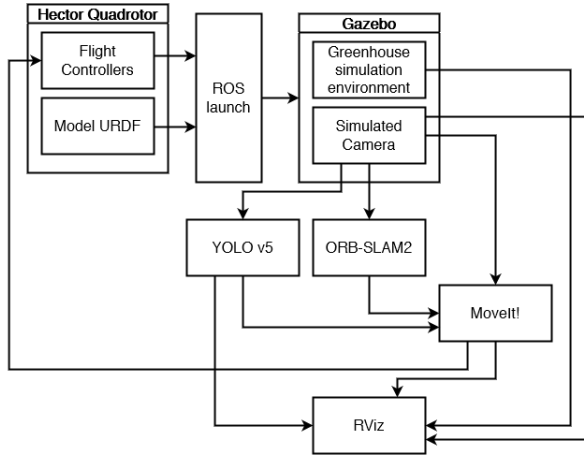 Hector Quadrotor
Flight
Controllers
Model URDF
ROS
launch
Gazebo
Greenhouse
simulation
environment
Simulated
Camera
YOLO v5
ORB-SLAM2
MoveIt!
RViz